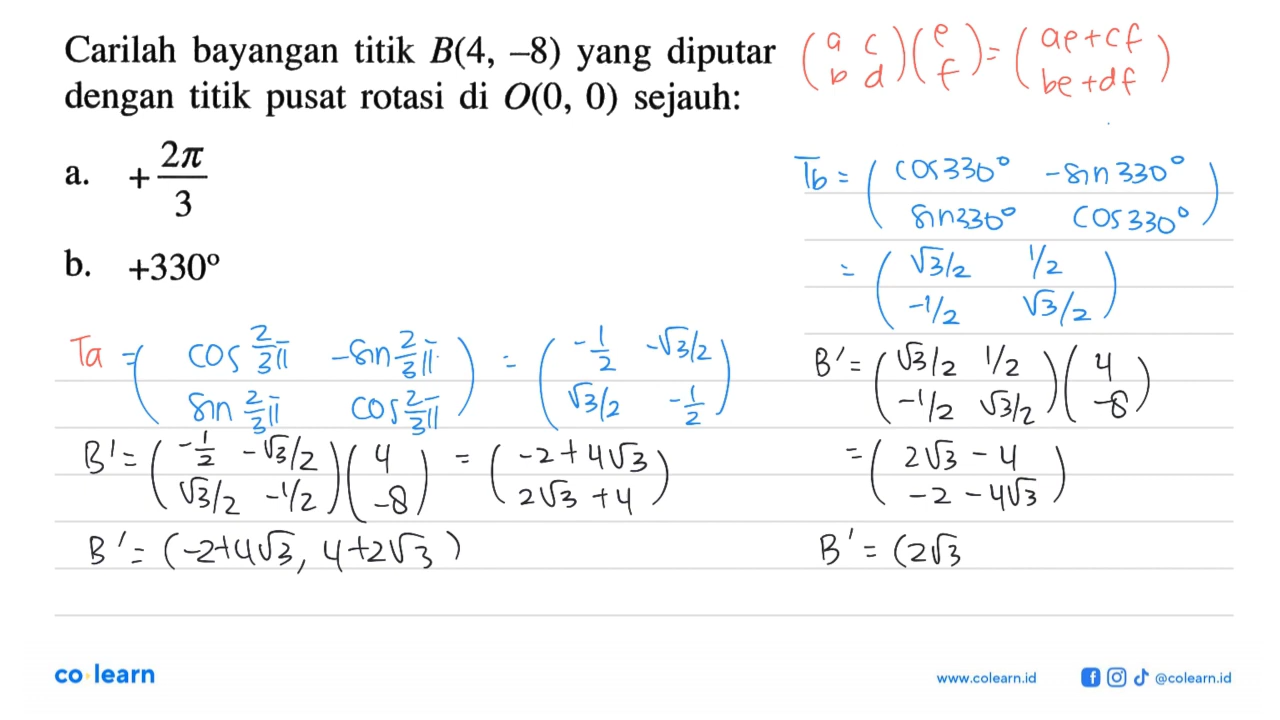 Carilah bayangan titik B(4, –8) yang diputar
dengan titik pusat rotasi di O(0, 0) sejauh:
a. +2π/3
b. +330°
(a c
b d)(e
f) = (ae+cf
be+df)
Ta = (cos 2/3 π -sin 2/3 π
sin 2/3 π cos 2/3 π) = (-1/2 -√3/2
√3/2 -1/2)
B' = (-1/2 -√3/2
√3/2 -1/2)(4
-8) = (-2+4√3
2√3+4)
B' = (-2+4√3, 4+2√3)
Tb = (cos 330° -sin 330°
sin 330° cos 330°)
= (√3/2 1/2
-1/2 √3/2)
B' = (√3/2 1/2
-1/2 √3/2)(4
-8)
= (2√3 - 4
-2 - 4√3)
B' = (2√3
co learn
www.colearn.id
@colearn.id